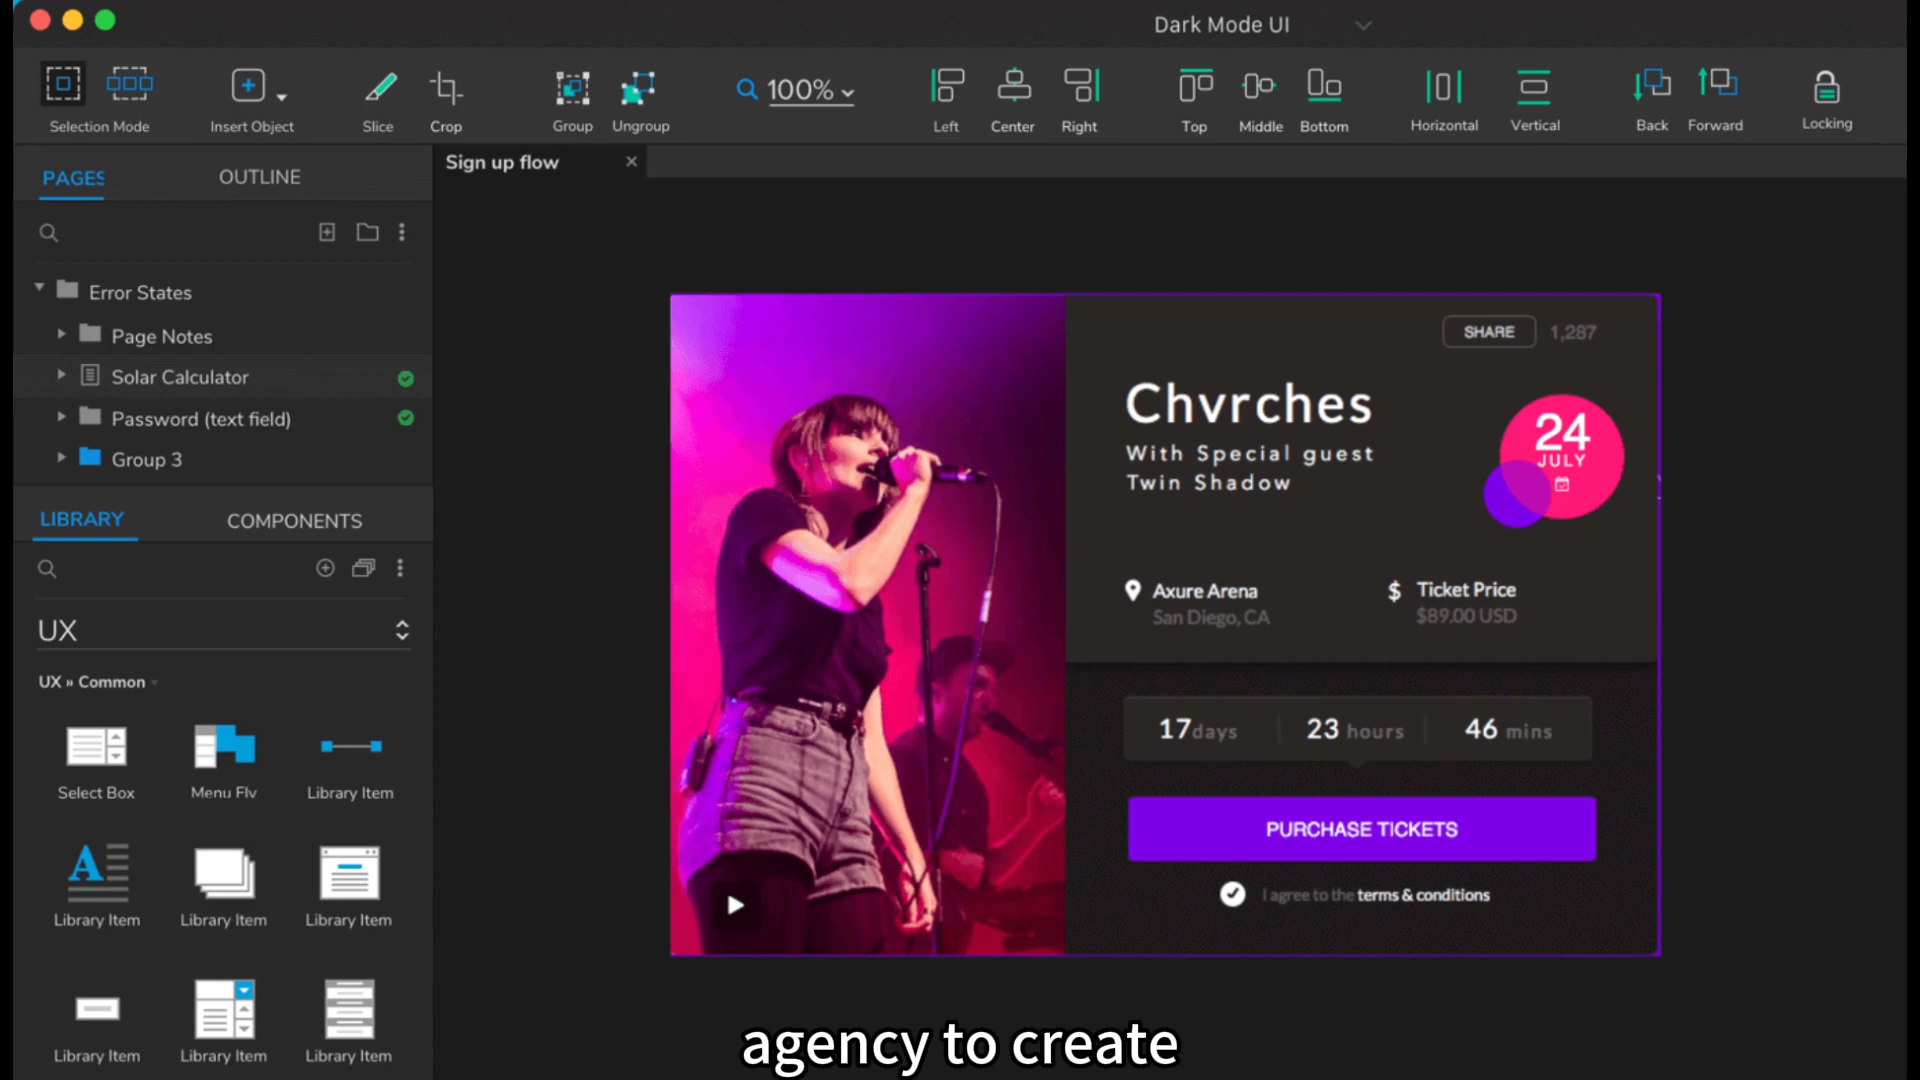 Dark Mode UI
Selection Mode
Insert Object
Slice
Crop
Group
Ungroup
100%
Left
Center
Right
Top
Middle
Bottom
Horizontal
Vertical
Back
Forward
Locking
PAGES
OUTLINE
Sign up flow
Error States
Page Notes
Solar Calculator
Password (text field)
Group 3
LIBRARY
COMPONENTS
UX
UX » Common
Select Box
Menu Fly
Library Item
A
Library Item
Library Item
Library Item
Library Item
Library Item
Library Item
SHARE 1,287
Chvrches
With Special guest
Twin Shadow
24
JULY
Axure Arena
San Diego, CA
$ Ticket Price
$89.00 USD
17 days 23 hours 46 mins
PURCHASE TICKETS
I agree to the terms & conditions
agency to create